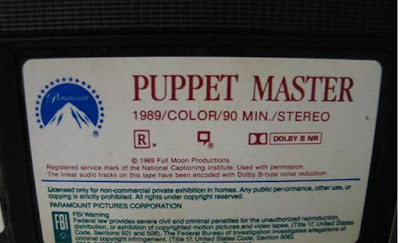 PUPPET MASTER
Paramount
1989/COLOR/90 MIN./STEREO
R DOLBY B NR
© 1989 Full Moon Productions.
Registered service mark of the National Captioning Institute. Used with permission.
The linear audio tracks on this tape have been encoded with Dolby B-type noise reduction.
Licensed only for non-commercial private exhibition in homes. Any public performance, other use, or
copying is strictly prohibited. All rights under copyright reserved.
PARAMOUNT PICTURES CORPORATION
FBI
FBI Warning
Federal law provides severe civil and criminal penalties for the unauthorized reproduction,
distribution, or exhibition of copyrighted motion pictures and video tapes. (Title 17, United States
Code, Sections 501 and 506). The Federal Bureau of Investigation investigates allegations of
criminal copyright infringement. (Title 17, United States Code, Section 506).